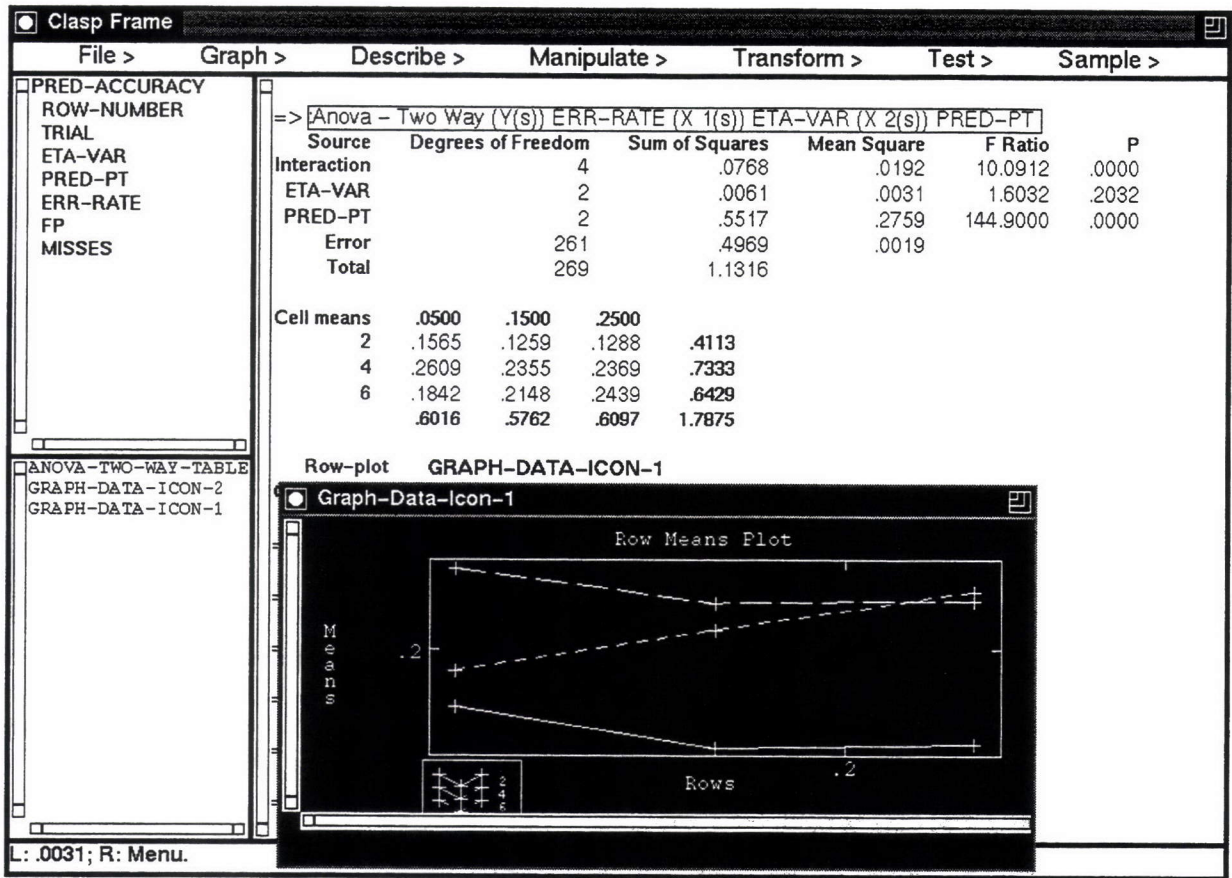 Clasp Frame
File > Graph > Describe > Manipulate > Transform > Test > Sample >
PRED-ACCURACY
ROW-NUMBER
TRIAL
ETA-VAR
PRED-PT
ERR-RATE
FP
MISSES
=> :Anova - Two Way (Y(s)) ERR-RATE (X 1(s)) ETA-VAR (X 2(s)) PRED-PT
Source Degrees of Freedom Sum of Squares Mean Square F Ratio P
Interaction 4 .0768 .0192 10.0912 .0000
ETA-VAR 2 .0061 .0031 1.6032 .2032
PRED-PT 2 .5517 .2759 144.9000 .0000
Error 261 .4969 .0019
Total 269 1.1316
Cell means .0500 .1500 .2500
2 .1565 .1259 .1288 .4113
4 .2609 .2355 .2369 .7333
6 .1842 .2148 .2439 .6429
.6016 .5762 .6097 1.7875
Row-plot GRAPH-DATA-ICON-1
ANOVA-TWO-WAY-TABLE
GRAPH-DATA-ICON-2
GRAPH-DATA-ICON-1
Graph-Data-Icon-1
Row Means Plot
Means
.2
.2
Rows
2
4
6
L: .0031; R: Menu.